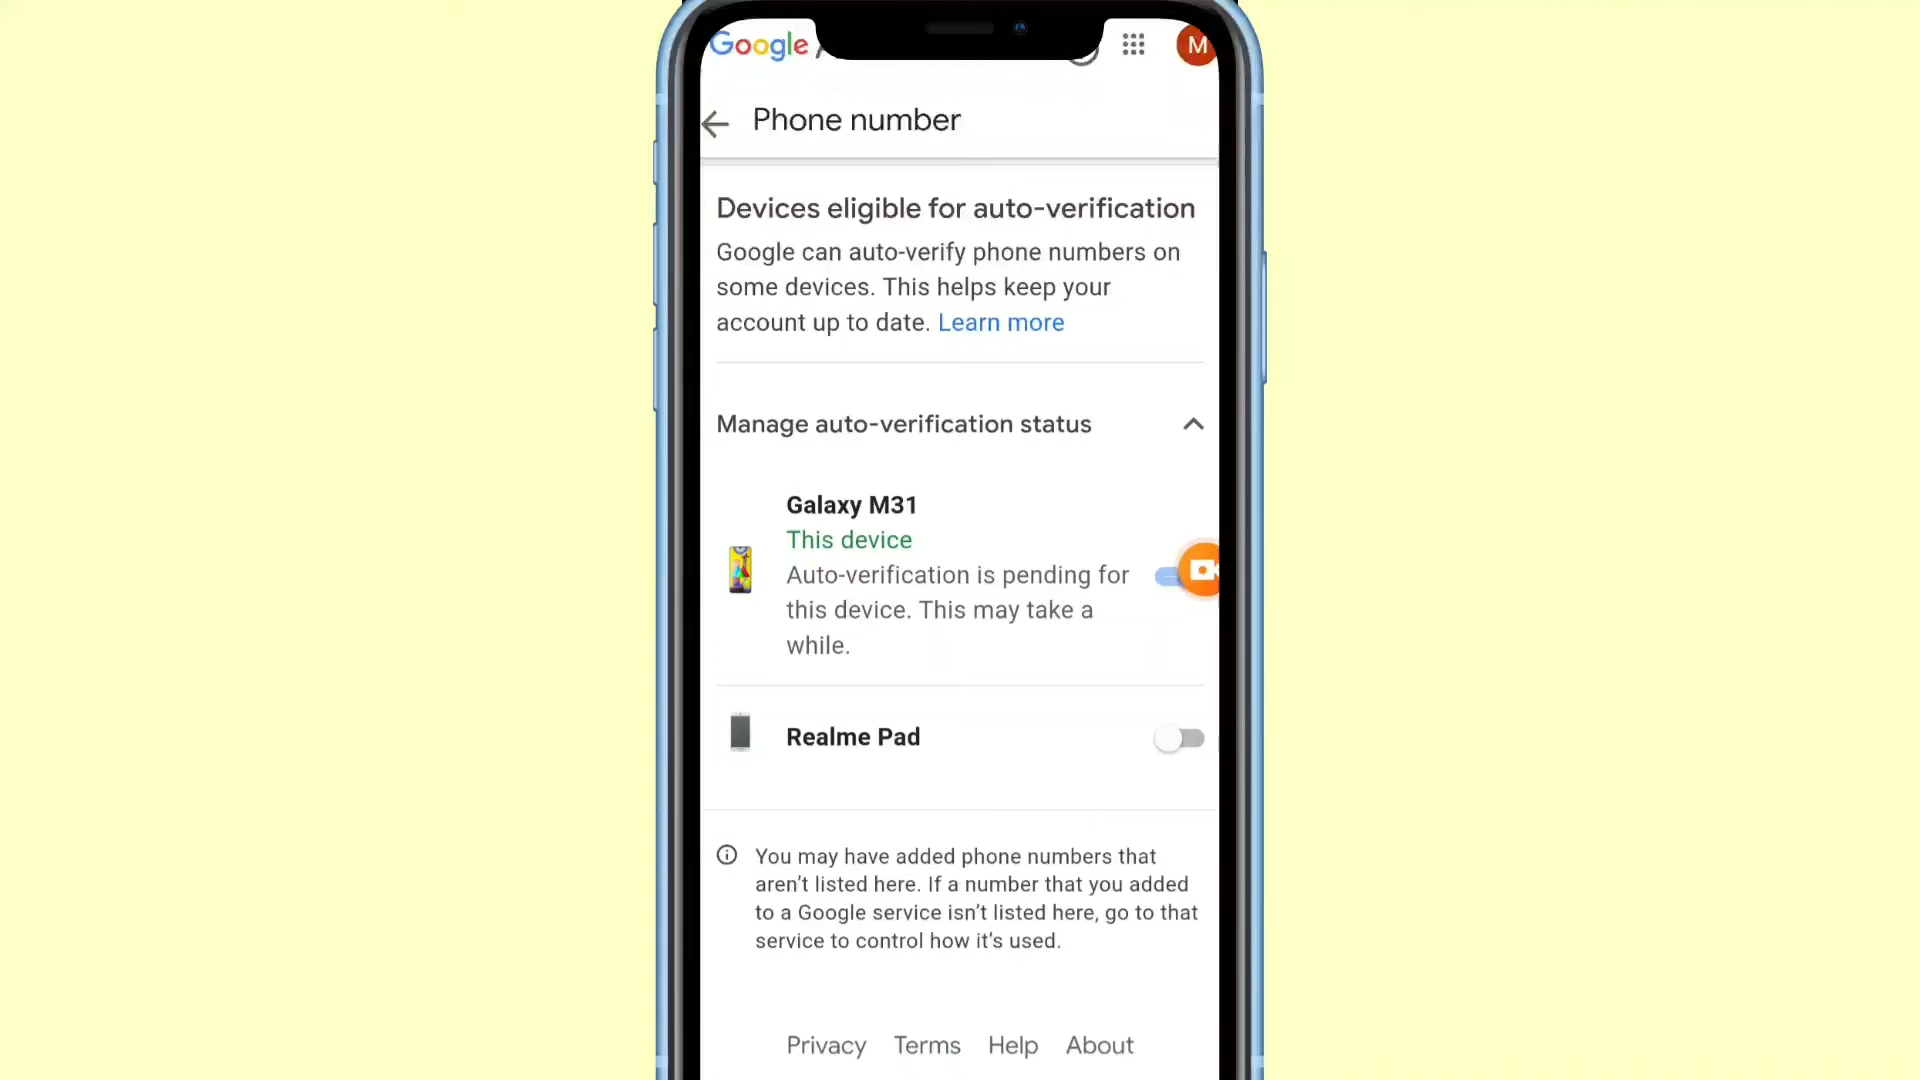 Google
M
Phone number
Devices eligible for auto-verification
Google can auto-verify phone numbers on
some devices. This helps keep your
account up to date. Learn more
Manage auto-verification status
Galaxy M31
This device
Auto-verification is pending for
this device. This may take a
while.
Realme Pad
You may have added phone numbers that
aren’t listed here. If a number that you added
to a Google service isn’t listed here, go to that
service to control how it’s used.
Privacy Terms Help About